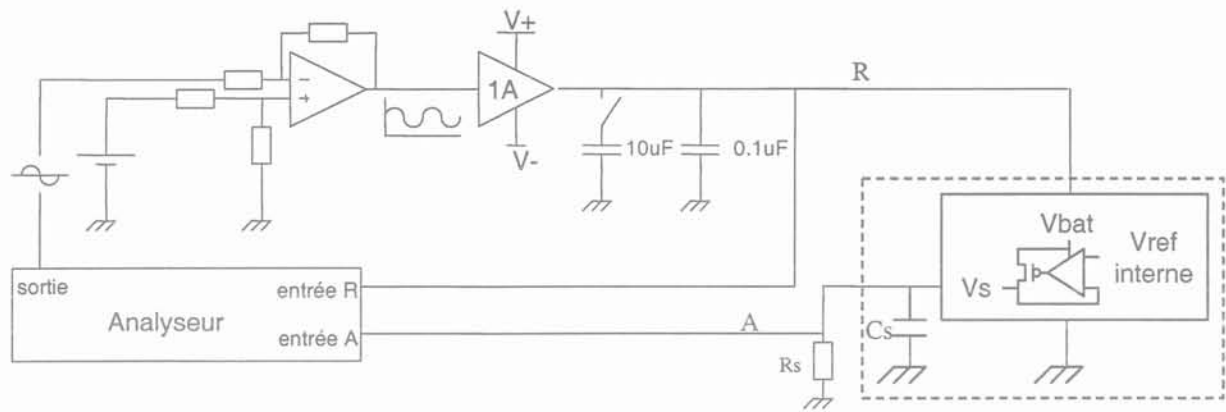 V+
−
+
1A
V-
10uF
0.1uF
R
sortie
entrée R
Analyseur
entrée A
A
Rs
Cs
Vbat
Vref
interne
Vs